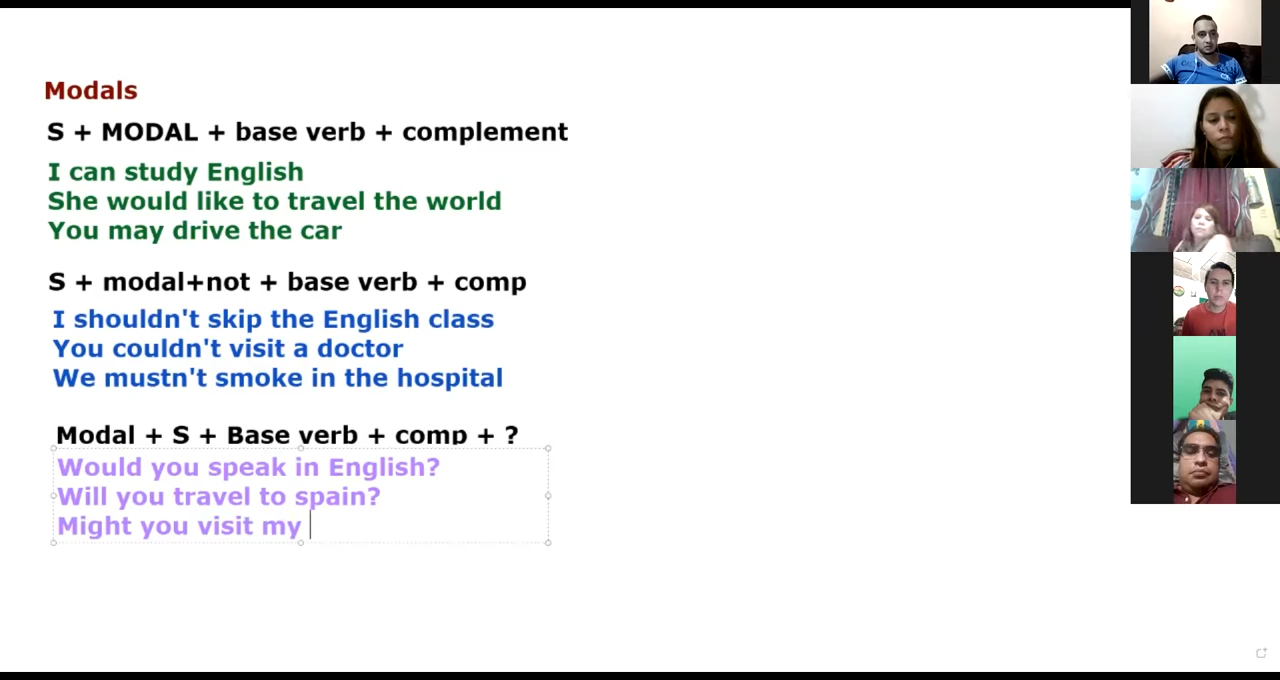 Modals
S + MODAL + base verb + complement
I can study English
She would like to travel the world
You may drive the car
S + modal+not + base verb + comp
I shouldn't skip the English class
You couldn't visit a doctor
We mustn't smoke in the hospital
Modal + S + Base verb + comp + ?
Would you speak in English?
Will you travel to spain?
Might you visit my